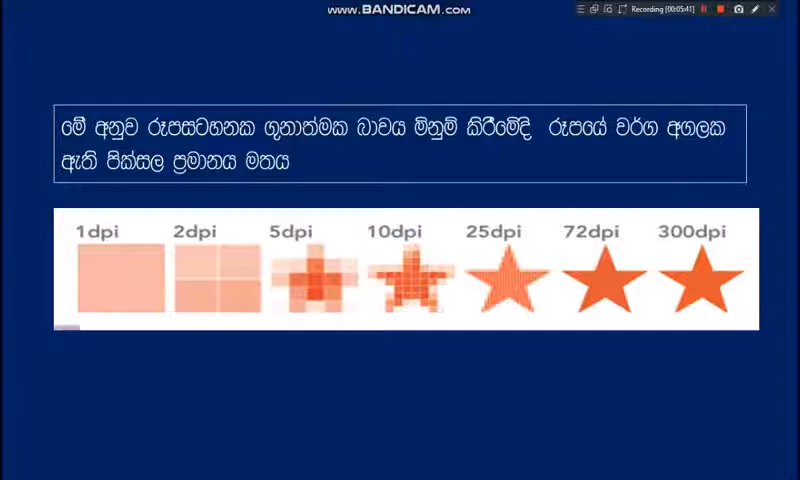 www.BANDICAM.com
Recording [00:05:41]
මේ අනුව රූපසටහනක ගුනාත්මක බාවය මිනුම් කිරීමේදි රූපයේ වර්ග අගලක
ඇති පික්සල ප්‍රමානය මතය
1dpi 2dpi 5dpi 10dpi 25dpi 72dpi 300dpi